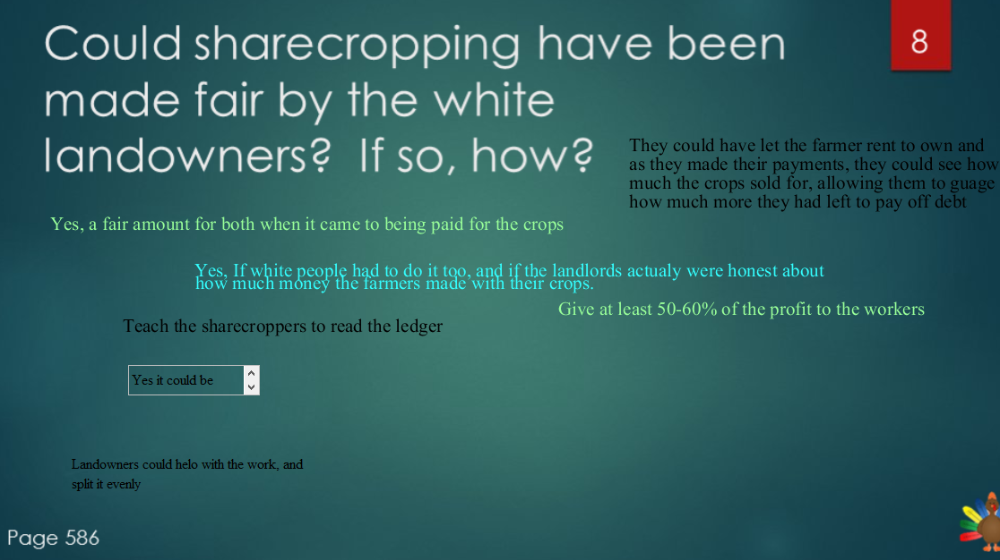 Could sharecropping have been
made fair by the white
landowners?  If so, how?
8
They could have let the farmer rent to own and
as they made their payments, they could see how
much the crops sold for, allowing them to guage
how much more they had left to pay off debt
Yes, a fair amount for both when it came to being paid for the crops
Yes, If white people had to do it too, and if the landlords actualy were honest about
how much money the farmers made with their crops.
Give at least 50-60% of the profit to the workers
Teach the sharecroppers to read the ledger
Yes it could be
Landowners could helo with the work, and
split it evenly
Page 586